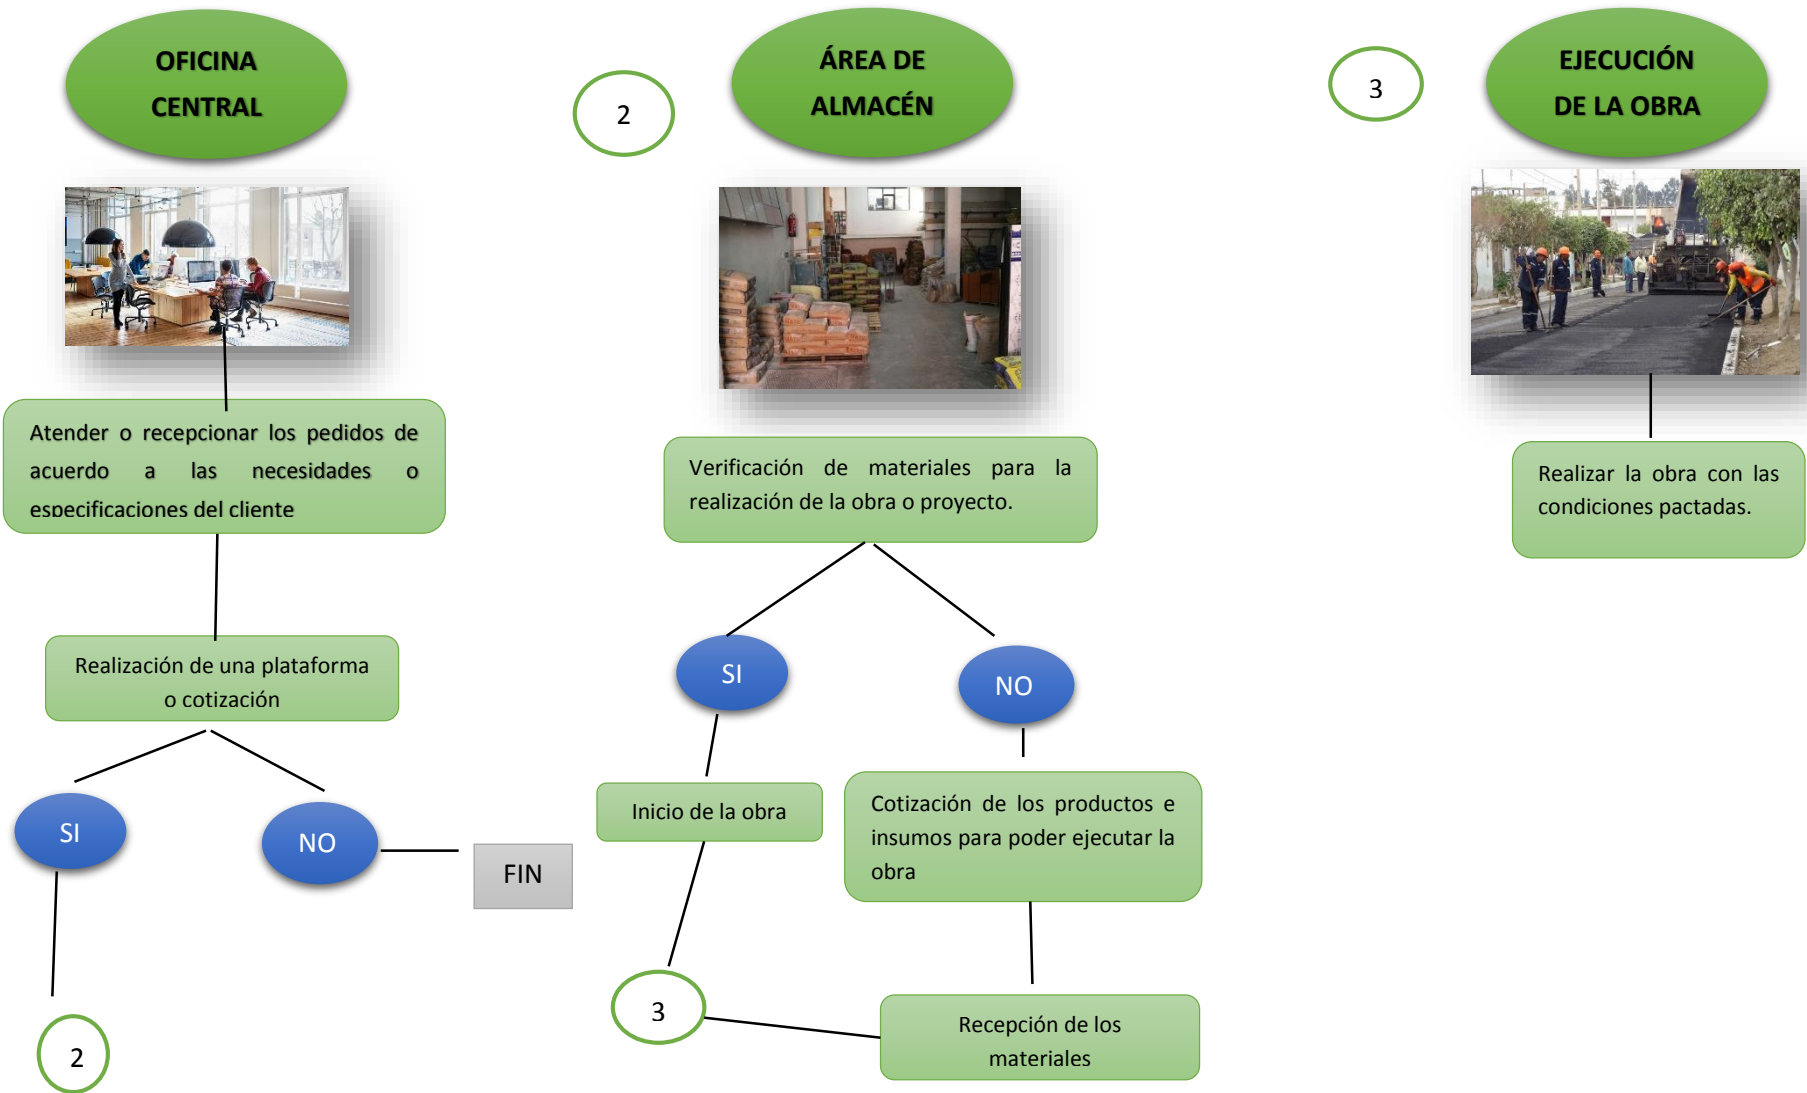 OFICINA
CENTRAL
Atender o recepcionar los pedidos de
acuerdo a las necesidades o
especificaciones del cliente
Realización de una plataforma
o cotización
SI
NO
FIN
2
2
ÁREA DE
ALMACÉN
Verificación de materiales para la
realización de la obra o proyecto.
SI
NO
Inicio de la obra
Cotización de los productos e
insumos para poder ejecutar la
obra
3
Recepción de los
materiales
3
EJECUCIÓN
DE LA OBRA
Realizar la obra con las
condiciones pactadas.